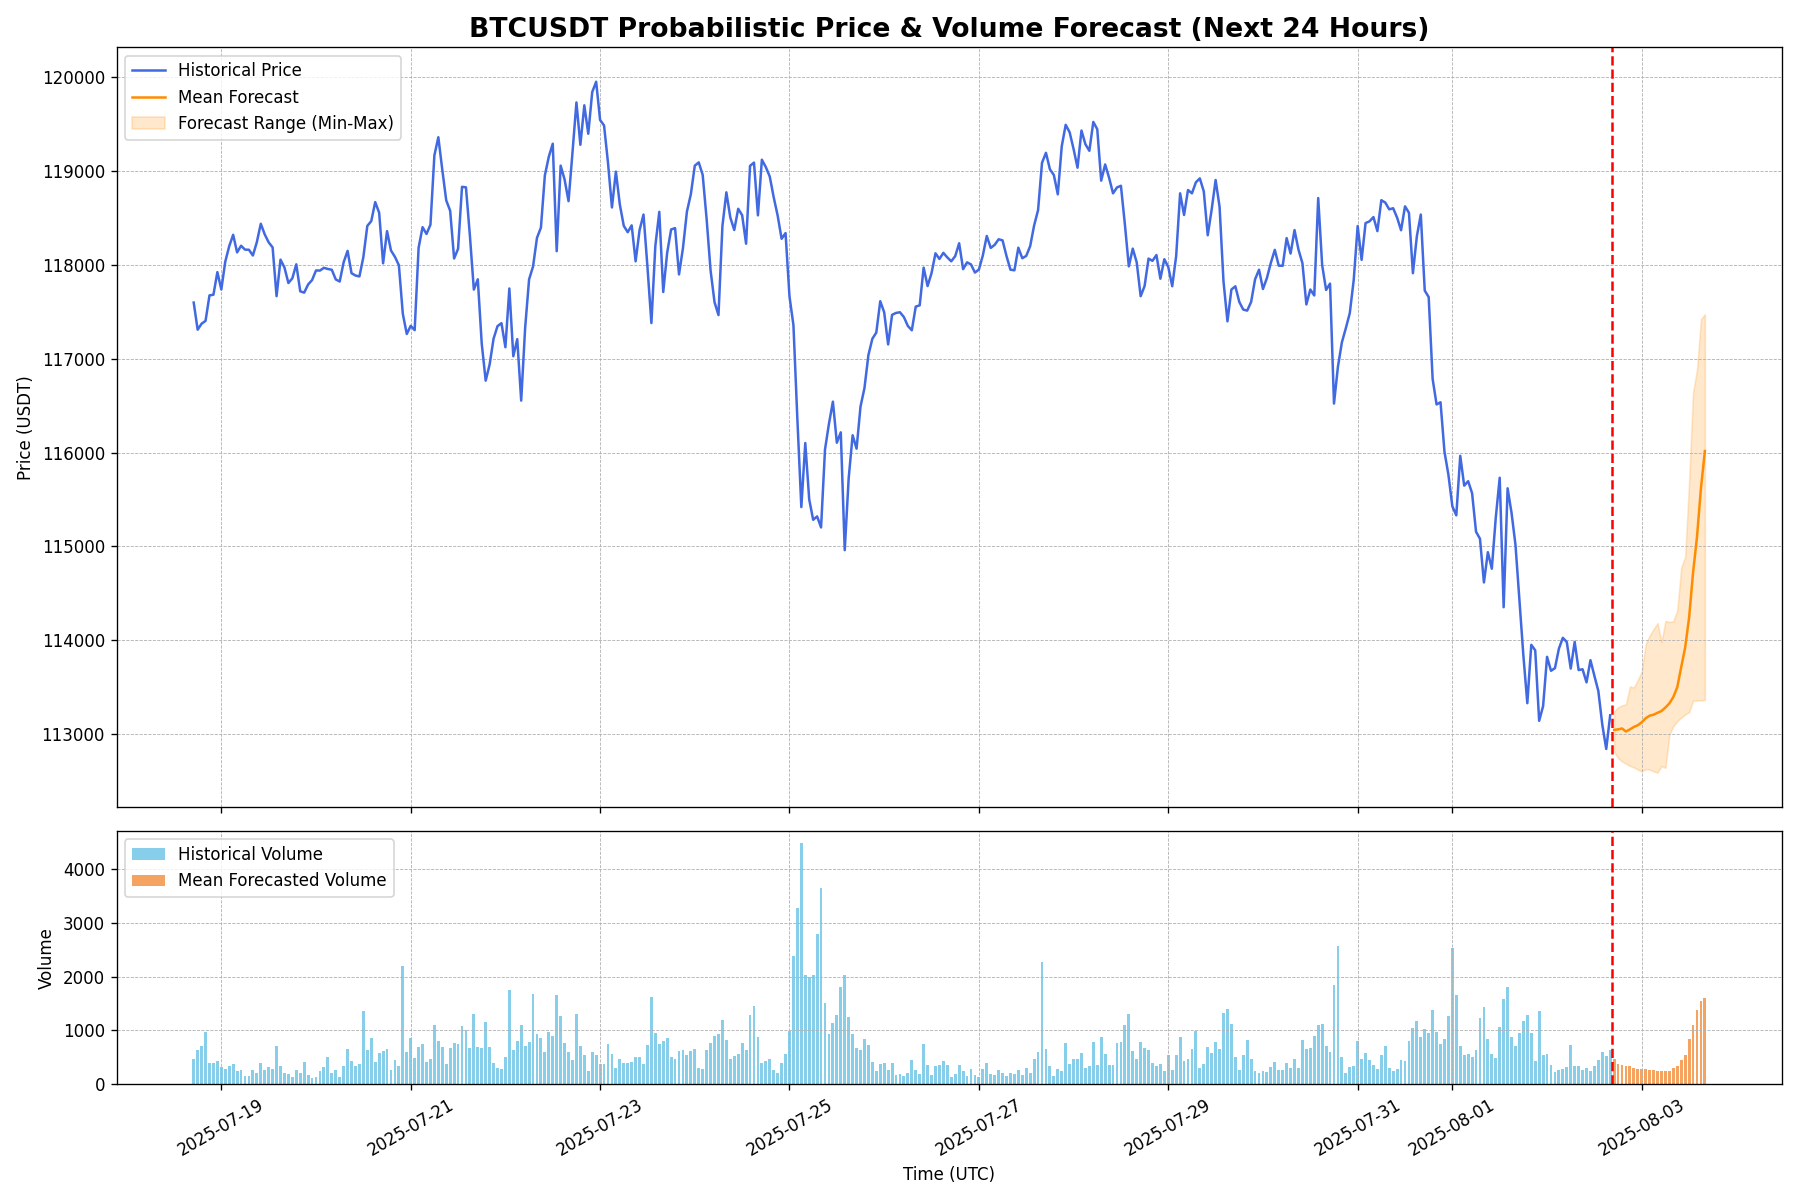 BTCUSDT Probabilistic Price & Volume Forecast (Next 24 Hours)
Historical Price
Mean Forecast
Forecast Range (Min-Max)
120000
119000
118000
117000
116000
115000
114000
113000
Price (USDT)
Historical Volume
Mean Forecasted Volume
4000
3000
2000
1000
0
Volume
2025-07-19
2025-07-21
2025-07-23
2025-07-25
2025-07-27
2025-07-29
2025-07-31
2025-08-01
2025-08-03
Time (UTC)